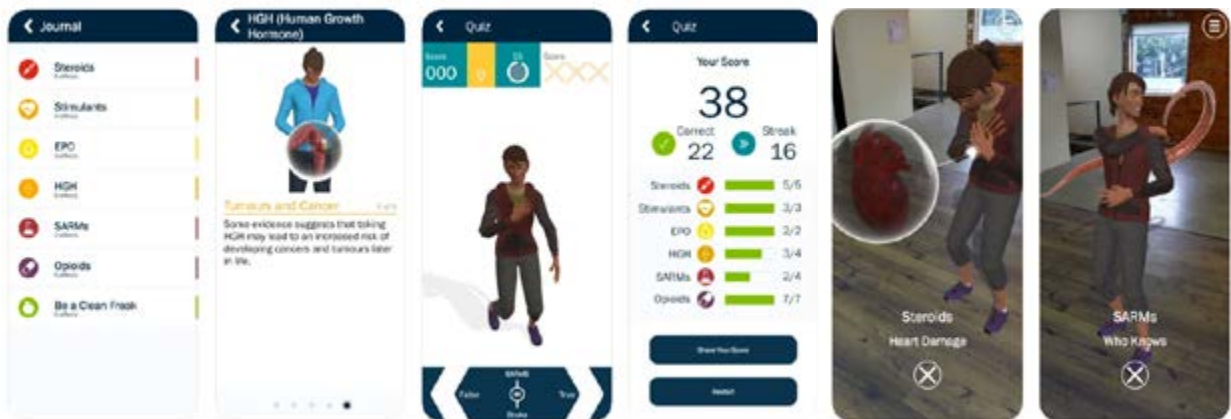 Journal
Steroids
Stimulants
EPO
HGH
SARMs
Opioids
Be a Clean Freak
HGH (Human Growth
Hormone)
Tumours and Cancer
Some evidence suggests that taking
HGH may lead to an increased risk of
developing cancers and tumours later
in life.
Quiz
Score
000
0
False
SARMs
True
Quiz
Your Score
38
Correct
22
Streak
16
Steroids 5/5
Stimulants 3/3
EPO 2/2
HGH 3/4
SARMs 2/4
Opioids 7/7
Share Your Score
Restart
Steroids
Heart Damage
SARMs
Who Knows